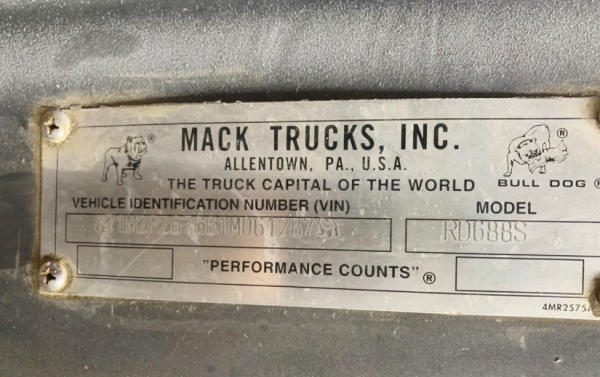 MACK TRUCKS, INC.
ALLENTOWN, PA., U.S.A.
THE TRUCK CAPITAL OF THE WORLD
BULL DOG ®
VEHICLE IDENTIFICATION NUMBER (VIN)
MODEL
RD688S
"PERFORMANCE COUNTS"®
4MR2575A